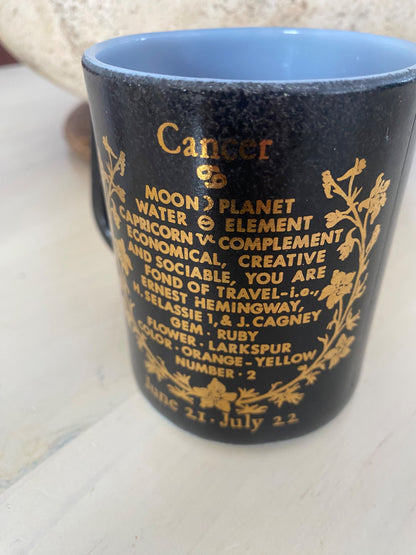 Cancer
♋
MOON ☽ PLANET
WATER ⊖ ELEMENT
CAPRICORN ♑ COMPLEMENT
ECONOMICAL, CREATIVE
AND SOCIABLE, YOU ARE
FOND OF TRAVEL-i.e.,
ERNEST HEMINGWAY,
H. SELASSIE I, & J. CAGNEY
GEM · RUBY
FLOWER · LARKSPUR
COLOR · ORANGE-YELLOW
NUMBER · 2
June 21 · July 22